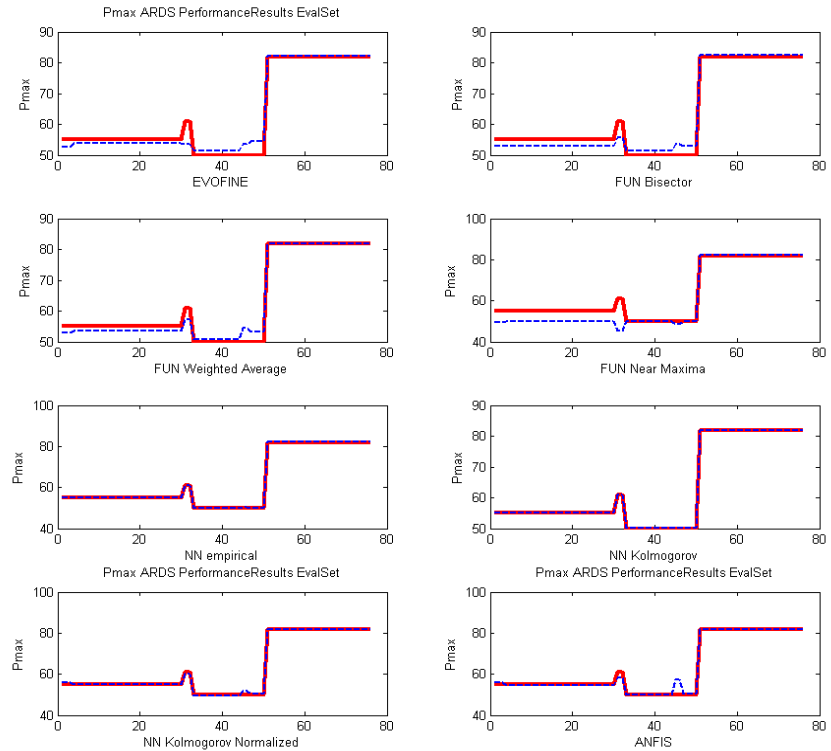 Pmax ARDS PerformanceResults EvalSet
90
80
70
60
50
Pmax
0 20 40 60 80
EVOFINE
90
80
70
60
50
Pmax
0 20 40 60 80
FUN Bisector
90
80
70
60
50
Pmax
0 20 40 60 80
FUN Weighted Average
100
80
60
40
Pmax
0 20 40 60 80
FUN Near Maxima
100
80
60
40
Pmax
0 20 40 60 80
NN empirical
90
80
70
60
50
Pmax
0 20 40 60 80
NN Kolmogorov
Pmax ARDS PerformanceResults EvalSet
100
80
60
40
Pmax
0 20 40 60 80
NN Kolmogorov Normalized
Pmax ARDS PerformanceResults EvalSet
100
80
60
40
Pmax
0 20 40 60 80
ANFIS